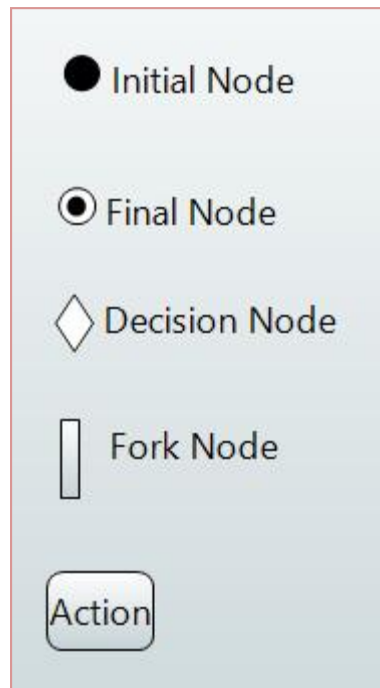 Initial Node
Final Node
Decision Node
Fork Node
Action